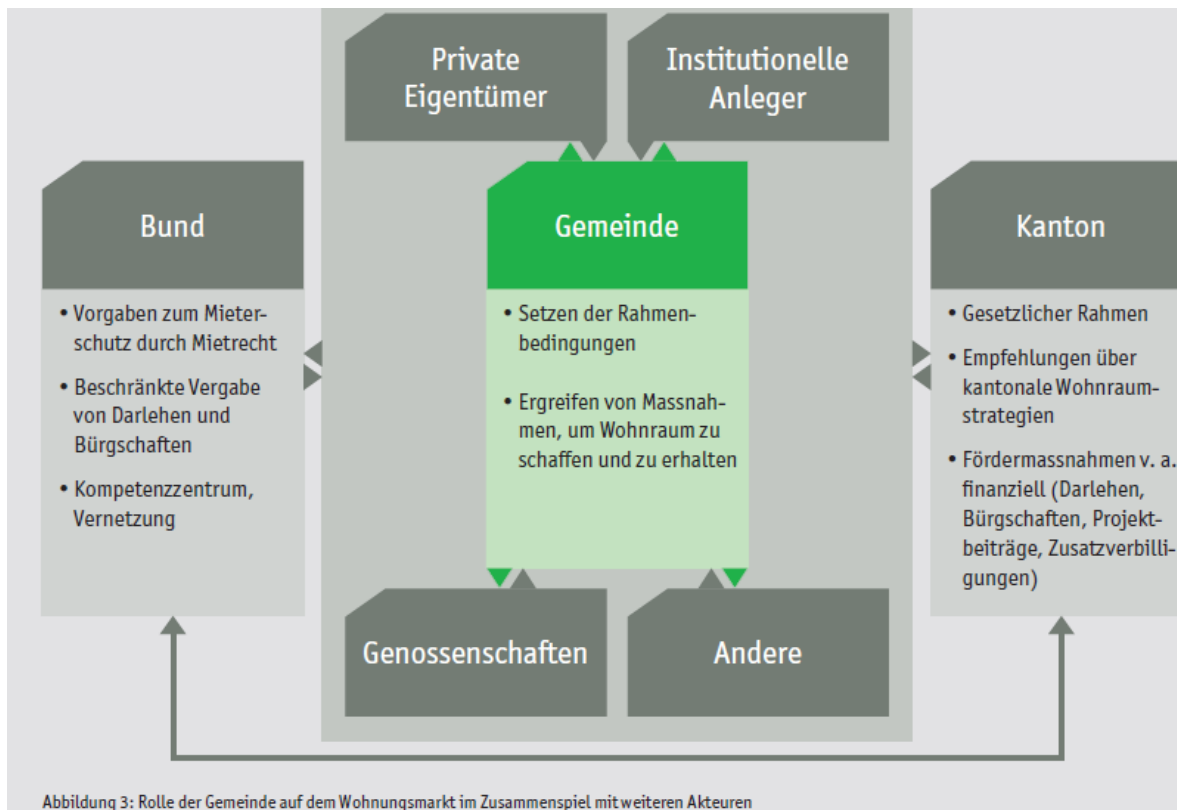 Private
Eigentümer
Institutionelle
Anleger
Bund
• Vorgaben zum Mieter-
schutz durch Mietrecht
• Beschränkte Vergabe
von Darlehen und
Bürgschaften
• Kompetenzzentrum,
Vernetzung
Gemeinde
• Setzen der Rahmen-
bedingungen
• Ergreifen von Massnah-
men, um Wohnraum zu
schaffen und zu erhalten
Kanton
• Gesetzlicher Rahmen
• Empfehlungen über
kantonale Wohnraum-
strategien
• Fördermassnahmen v. a.
finanziell (Darlehen,
Bürgschaften, Projekt-
beiträge, Zusatzverbilli-
gungen)
Genossenschaften
Andere
Abbildung 3: Rolle der Gemeinde auf dem Wohnungsmarkt im Zusammenspiel mit weiteren Akteuren